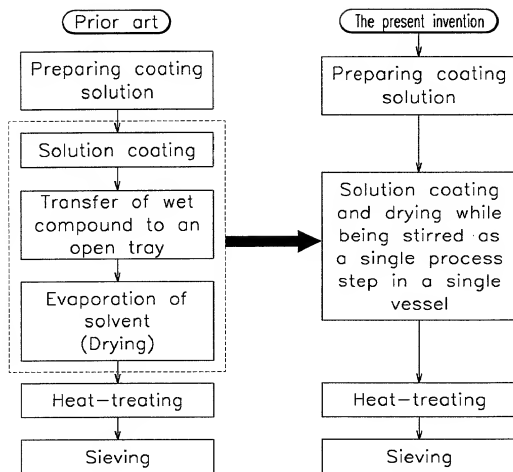 Prior art
Preparing coating
solution
Solution coating
Transfer of wet
compound to an
open tray
Evaporation of
solvent
(Drying)
Heat-treating
Sieving
The present invention
Preparing coating
solution
Solution coating
and drying while
being stirred as
a single process
step in a single
vessel
Heat-treating
Sieving